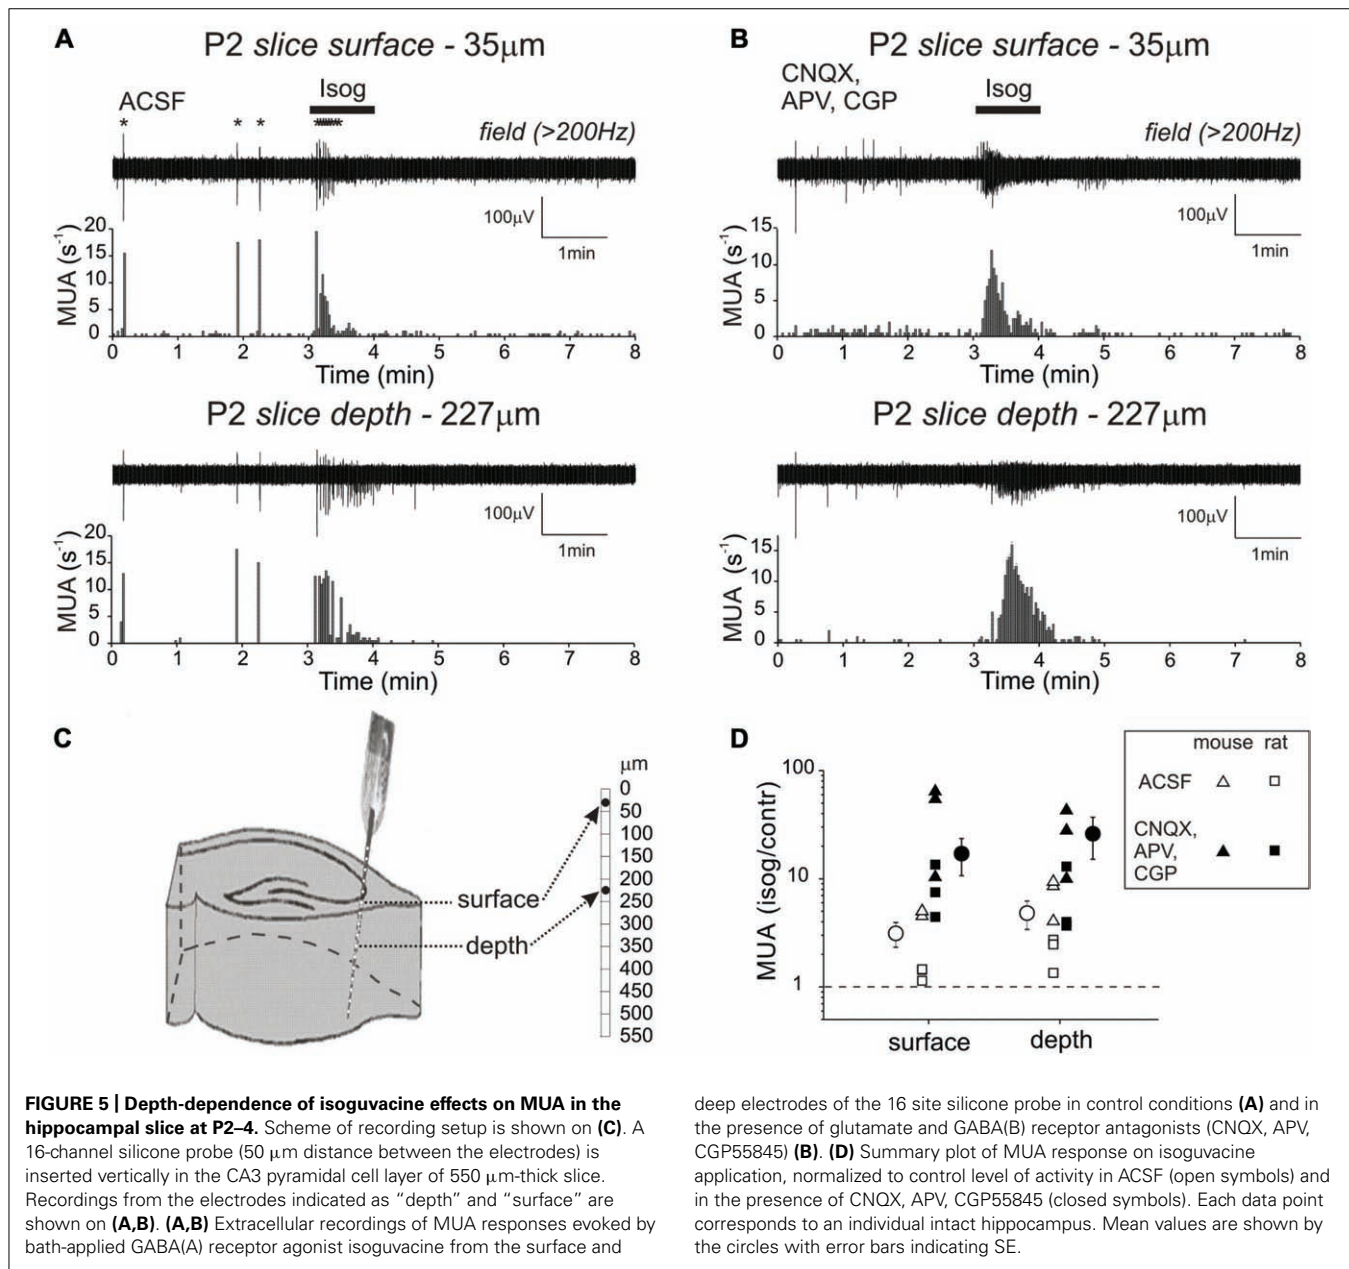 A
P2 slice surface - 35μm
ACSF
Isog
* * * ********
field (>200Hz)
100μV
1min
MUA (s⁻¹)
20
15
10
5
0
0 1 2 3 4 5 6 7 8
Time (min)
P2 slice depth - 227μm
100μV
1min
MUA (s⁻¹)
20
15
10
5
0
0 1 2 3 4 5 6 7 8
Time (min)
B
P2 slice surface - 35μm
CNQX,
APV, CGP
Isog
field (>200Hz)
100μV
1min
MUA (s⁻¹)
15
10
5
0
0 1 2 3 4 5 6 7 8
Time (min)
P2 slice depth - 227μm
100μV
1min
MUA (s⁻¹)
15
10
5
0
0 1 2 3 4 5 6 7 8
Time (min)
C
surface
depth
μm
0
50
100
150
200
250
300
350
400
450
500
550
D
MUA (isog/contr)
100
10
1
surface depth
mouse rat
ACSF
CNQX,
APV,
CGP
FIGURE 5 | Depth-dependence of isoguvacine effects on MUA in the
hippocampal slice at P2–4. Scheme of recording setup is shown on (C). A
16-channel silicone probe (50 μm distance between the electrodes) is
inserted vertically in the CA3 pyramidal cell layer of 550 μm-thick slice.
Recordings from the electrodes indicated as “depth” and “surface” are
shown on (A,B). (A,B) Extracellular recordings of MUA responses evoked by
bath-applied GABA(A) receptor agonist isoguvacine from the surface and
deep electrodes of the 16 site silicone probe in control conditions (A) and in
the presence of glutamate and GABA(B) receptor antagonists (CNQX, APV,
CGP55845) (B). (D) Summary plot of MUA response on isoguvacine
application, normalized to control level of activity in ACSF (open symbols) and
in the presence of CNQX, APV, CGP55845 (closed symbols). Each data point
corresponds to an individual intact hippocampus. Mean values are shown by
the circles with error bars indicating SE.